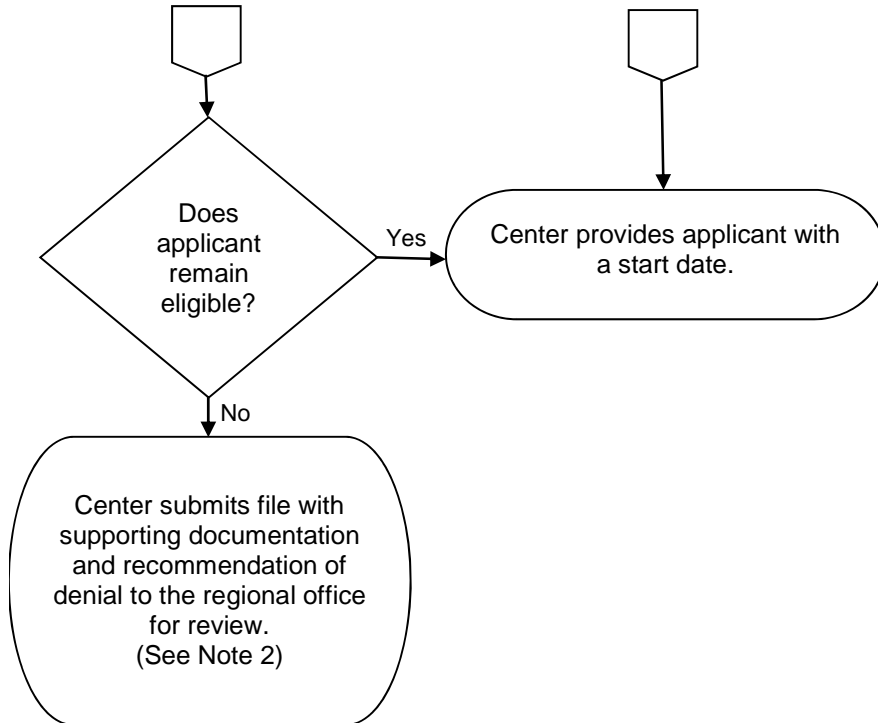 Does
applicant
remain
eligible?
Yes
Center provides applicant with
a start date.
No
Center submits file with
supporting documentation
and recommendation of
denial to the regional office
for review.
(See Note 2)